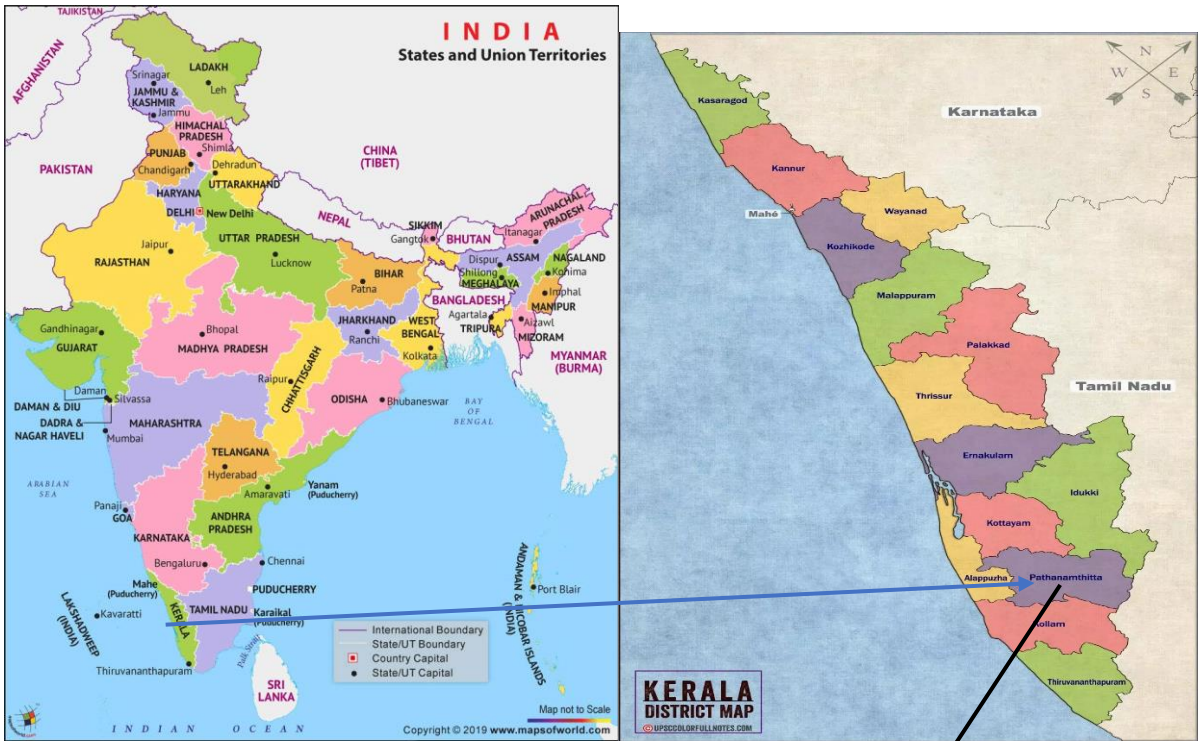 INDIA
States and Union Territories
TAJIKISTAN
AFGHANISTAN
PAKISTAN
CHINA
(TIBET)
NEPAL
BHUTAN
BANGLADESH
MYANMAR
(BURMA)
SRI
LANKA
LADAKH
Leh
Srinagar
JAMMU &
KASHMIR
Jammu
HIMACHAL
PRADESH
Shimla
PUNJAB
Chandigarh
Dehradun
UTTARAKHAND
HARYANA
DELHI
New Delhi
UTTAR PRADESH
Lucknow
Jaipur
RAJASTHAN
SIKKIM
Gangtok
ARUNACHAL
PRADESH
Itanagar
Dispur
ASSAM
NAGALAND
Kohima
Shillong
MEGHALAYA
Imphal
MANIPUR
Agartala
TRIPURA
Aizawl
MIZORAM
BIHAR
Patna
JHARKHAND
Ranchi
WEST
BENGAL
Kolkata
Gandhinagar
GUJARAT
Bhopal
MADHYA PRADESH
Raipur
CHHATTISGARH
ODISHA
Bhubaneswar
BAY
OF
BENGAL
Daman
Silvassa
DAMAN & DIU
DADRA &
NAGAR HAVELI
MAHARASHTRA
Mumbai
TELANGANA
Hyderabad
Amaravati
Yanam
(Puducherry)
ARABIAN
SEA
Panaji
GOA
ANDHRA
PRADESH
KARNATAKA
Bengaluru
Chennai
Mahe
(Puducherry)
PUDUCHERRY
KERALA
TAMIL NADU
Karaikal
(Puducherry)
LAKSHADWEEP
(INDIA)
Kavaratti
Thiruvananthapuram
Palk Strait
ANDAMAN & NICOBAR ISLANDS
(INDIA)
Port Blair
International Boundary
State/UT Boundary
Country Capital
State/UT Capital
INDIAN OCEAN
Map not to Scale
Copyright © 2019 www.mapsofworld.com
N
W E
S
Karnataka
Tamil Nadu
Kasaragod
Kannur
Mahé
Wayanad
Kozhikode
Malappuram
Palakkad
Thrissur
Ernakulam
Idukki
Kottayam
Alappuzha
Pathanamthitta
Kollam
Thiruvananthapuram
KERALA
DISTRICT MAP
© UPSCCOLORFULLNOTES.COM